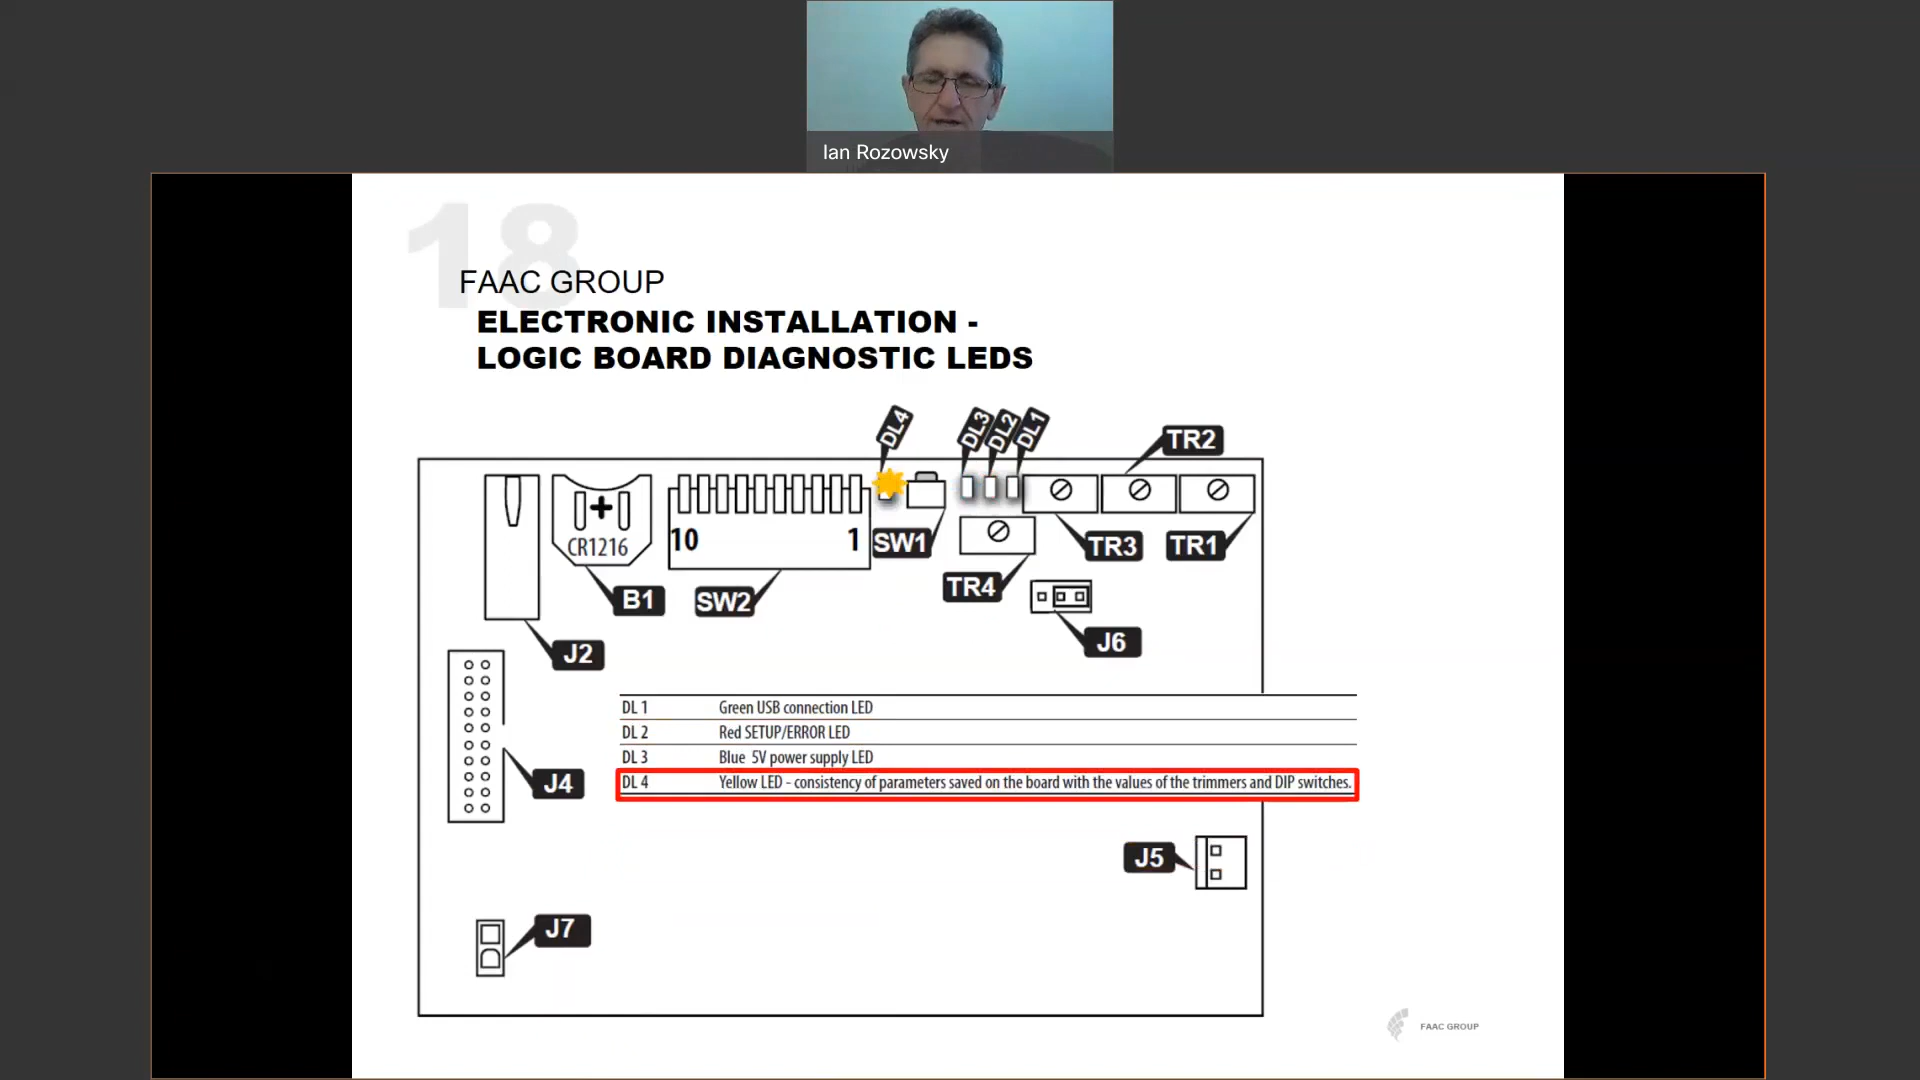 Ian Rozowsky
18
FAAC GROUP
ELECTRONIC INSTALLATION -
LOGIC BOARD DIAGNOSTIC LEDS
DL4
DL3
DL2
DL1
TR2
CR1216
10
1
SW1
TR3
TR1
TR4
B1
SW2
J6
J2
DL 1 Green USB connection LED
DL 2 Red SETUP/ERROR LED
DL 3 Blue 5V power supply LED
DL 4 Yellow LED - consistency of parameters saved on the board with the values of the trimmers and DIP switches.
J4
J5
J7
FAAC GROUP